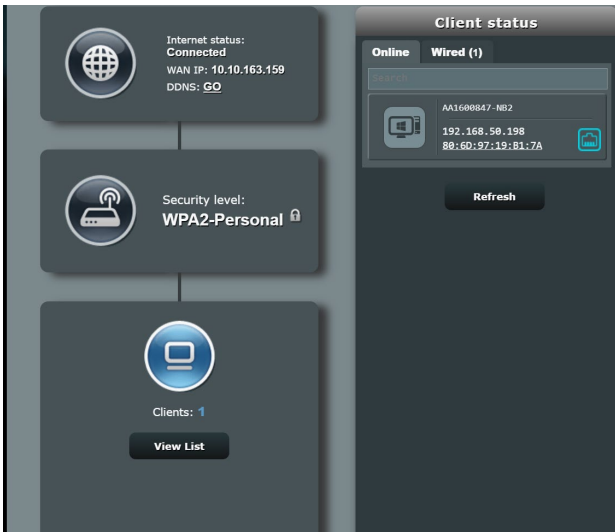 Internet status:
Connected
WAN IP: 10.10.163.159
DDNS: GO
Security level:
WPA2-Personal
Clients: 1
View List
Client status
Online Wired (1)
Search
AA1600847-NB2
192.168.50.198
80:6D:97:19:B1:7A
Refresh